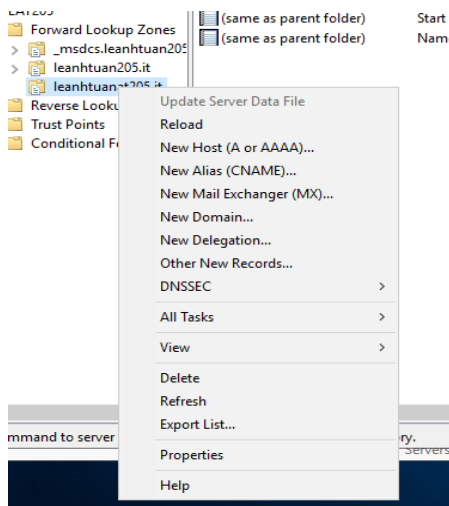 LAT205
Forward Lookup Zones
_msdcs.leanhtuan205
leanhtuan205.it
leanhtuanat205.it
Reverse Looku
Trust Points
Conditional F
(same as parent folder) Start
(same as parent folder) Nam
Update Server Data File
Reload
New Host (A or AAAA)...
New Alias (CNAME)...
New Mail Exchanger (MX)...
New Domain...
New Delegation...
Other New Records...
DNSSEC >
All Tasks >
View >
Delete
Refresh
Export List...
Properties
Help
mmand to server
ry.
Servers